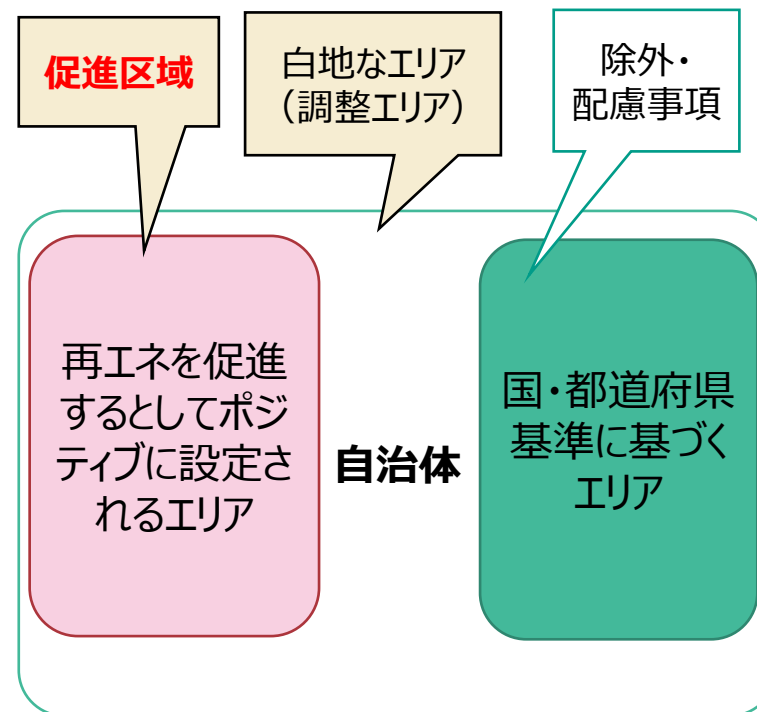 促進区域
白地なエリア
（調整エリア）
除外・
配慮事項
再エネを促進
するとしてポジ
ティブに設定さ
れるエリア
自治体
国・都道府県
基準に基づく
エリア